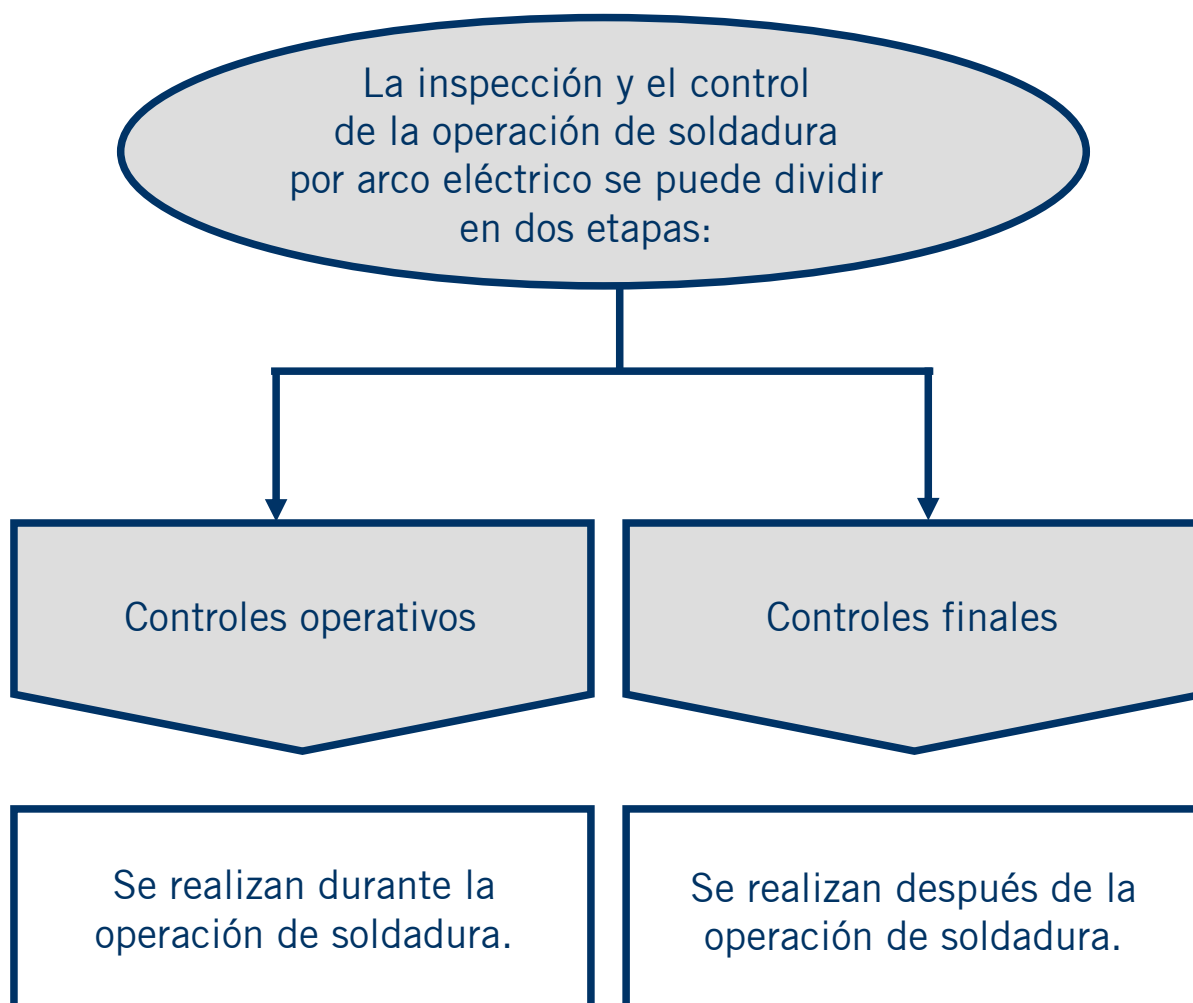 La inspección y el control
de la operación de soldadura
por arco eléctrico se puede dividir
en dos etapas:
Controles operativos
Controles finales
Se realizan durante la
operación de soldadura.
Se realizan después de la
operación de soldadura.